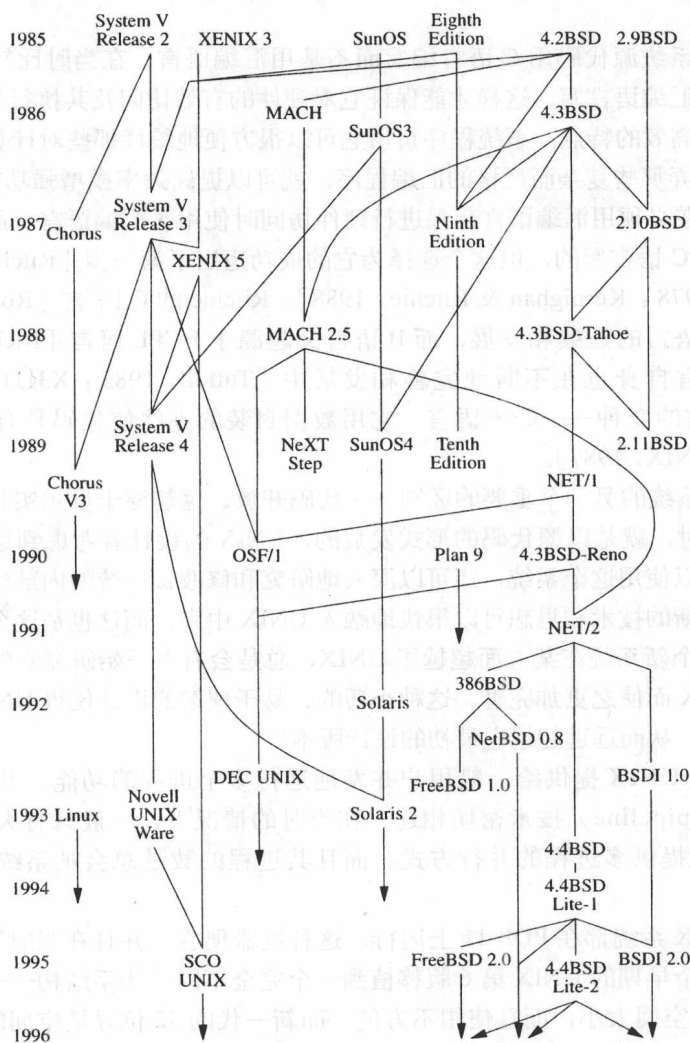 1985
System V
Release 2
XENIX 3
SunOS
Eighth
Edition
4.2BSD
2.9BSD
1986
MACH
SunOS3
4.3BSD
1987
Chorus
System V
Release 3
XENIX 5
Ninth
Edition
2.10BSD
1988
MACH 2.5
4.3BSD-Tahoe
1989
Chorus
V3
System V
Release 4
NeXT
Step
SunOS4
Tenth
Edition
2.11BSD
NET/1
1990
OSF/1
Plan 9
4.3BSD-Reno
1991
NET/2
1992
Solaris
386BSD
NetBSD 0.8
1993
Linux
Novell
UNIX
Ware
DEC UNIX
Solaris 2
FreeBSD 1.0
BSDI 1.0
1994
4.4BSD
4.4BSD
Lite-1
1995
SCO
UNIX
FreeBSD 2.0
4.4BSD
Lite-2
BSDI 2.0
1996